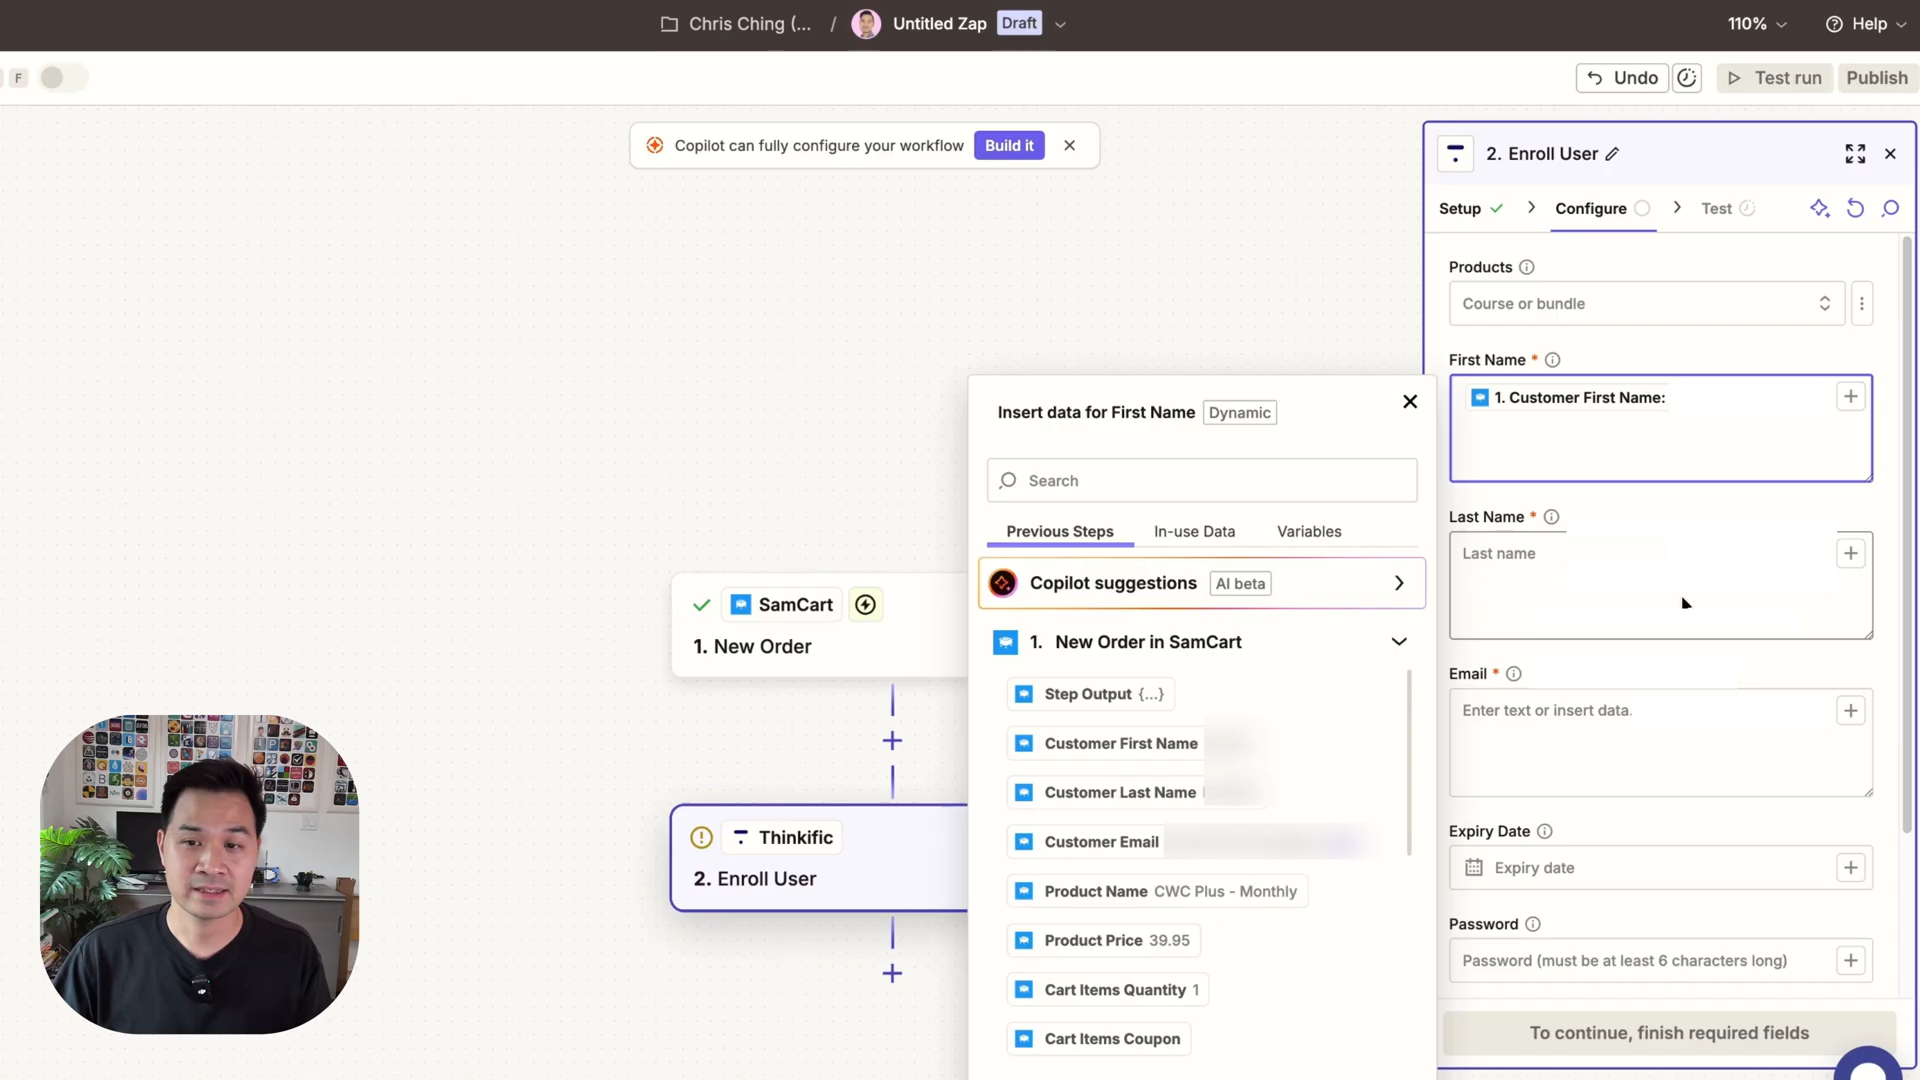 Chris Ching (... / Untitled Zap Draft
110%
Help
F
Undo
Test run
Publish
Copilot can fully configure your workflow
Build it
2. Enroll User
Setup
Configure
Test
Products
Course or bundle
First Name *
1. Customer First Name:
Last Name *
Last name
Email *
Enter text or insert data.
Expiry Date
Expiry date
Password
Password (must be at least 6 characters long)
To continue, finish required fields
Insert data for First Name Dynamic
Search
Previous Steps
In-use Data
Variables
Copilot suggestions AI beta
1. New Order in SamCart
Step Output {...}
Customer First Name
Customer Last Name
Customer Email
Product Name CWC Plus - Monthly
Product Price 39.95
Cart Items Quantity 1
Cart Items Coupon
SamCart
1. New Order
Thinkific
2. Enroll User